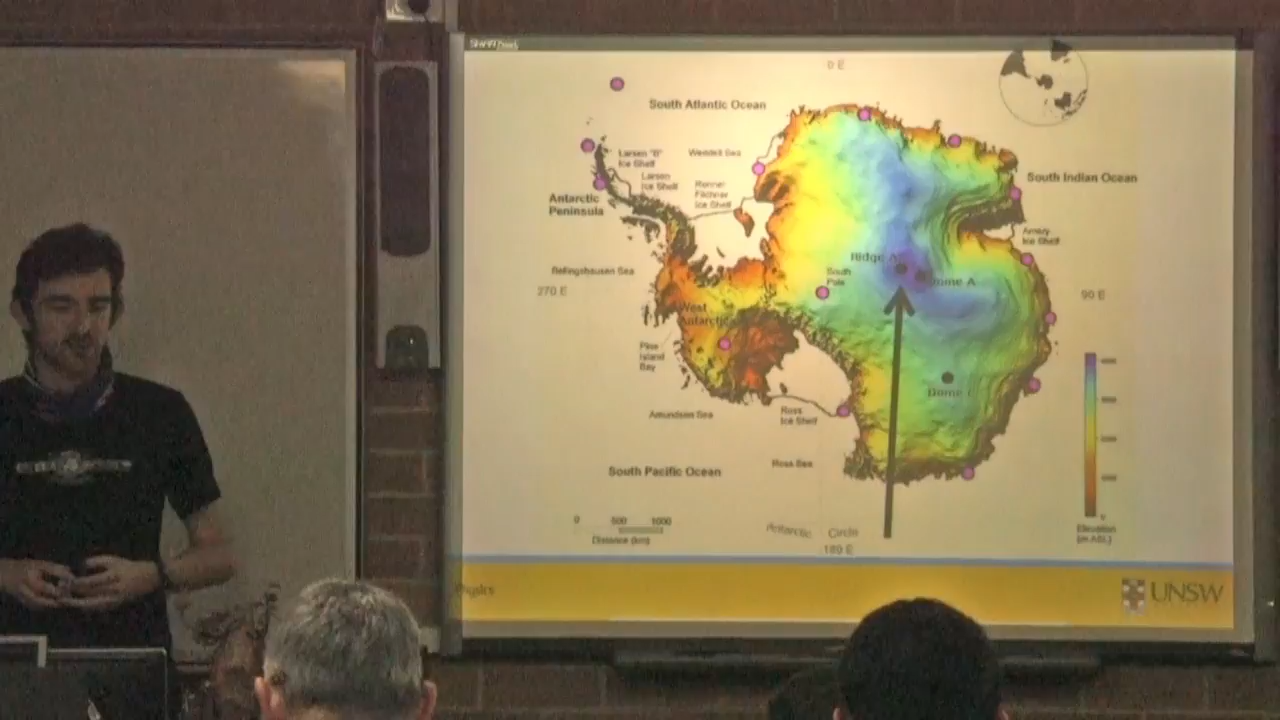 0 E
South Atlantic Ocean
Larsen "B"
Ice Shelf
Weddell Sea
Larsen
Ice Shelf
Ronne
Filchner
Ice Shelf
South Indian Ocean
Antarctic
Peninsula
Amery
Ice Shelf
Ridge A
Bellingshausen Sea
South
Pole
Dome A
270 E
90 E
West
Antarctic
Pine
Island
Bay
Dome C
Amundsen Sea
Ross
Ice Shelf
South Pacific Ocean
Ross Sea
0 500 1000
Distance (km)
Antarctic Circle
180 E
Elevation
(m ASL)
Physics
UNSW